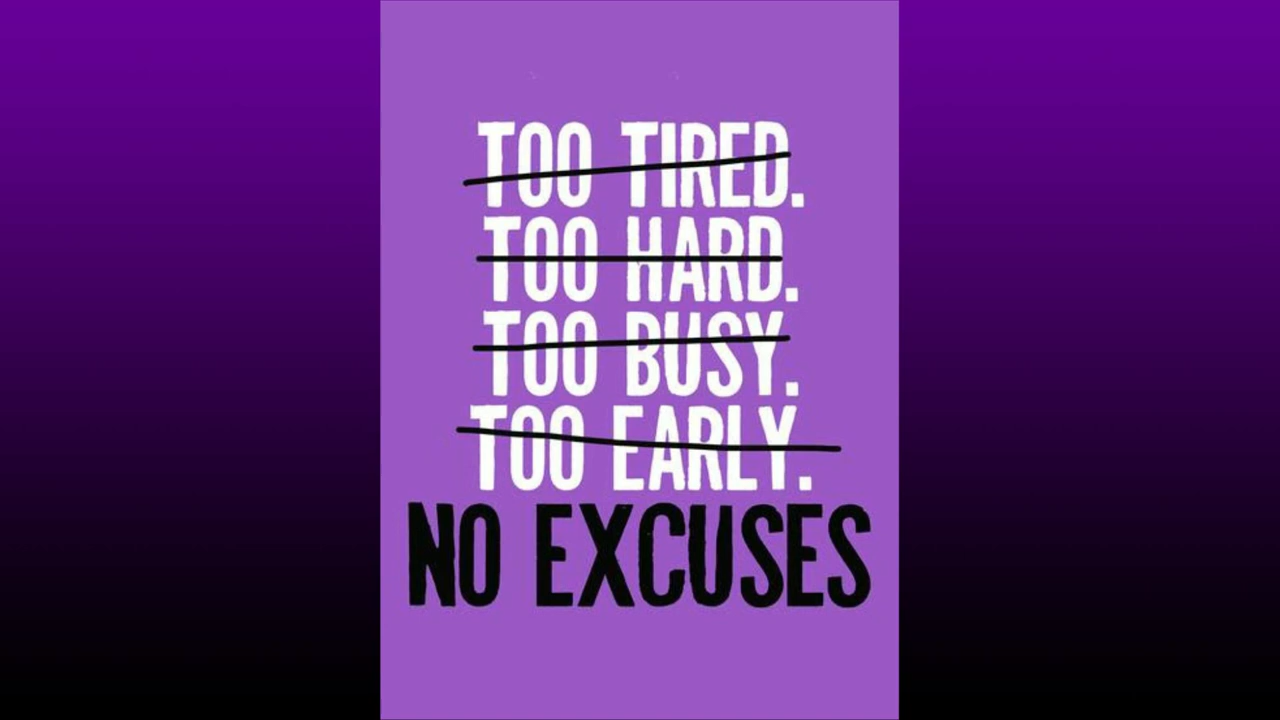 TOO TIRED.
TOO HARD.
TOO BUSY.
TOO EARLY.
NO EXCUSES